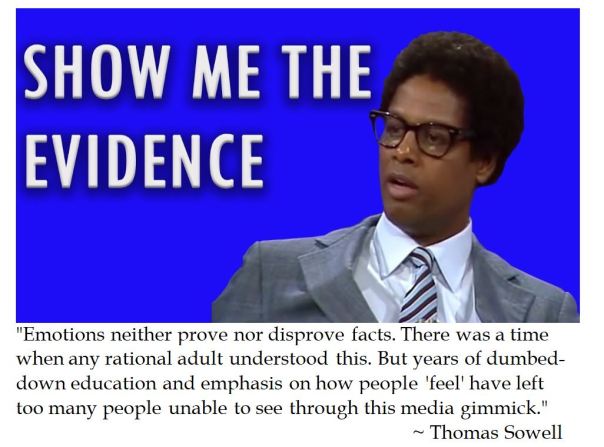 SHOW ME THE
EVIDENCE
"Emotions neither prove nor disprove facts. There was a time
when any rational adult understood this. But years of dumbed-
down education and emphasis on how people 'feel' have left
too many people unable to see through this media gimmick."
~ Thomas Sowell